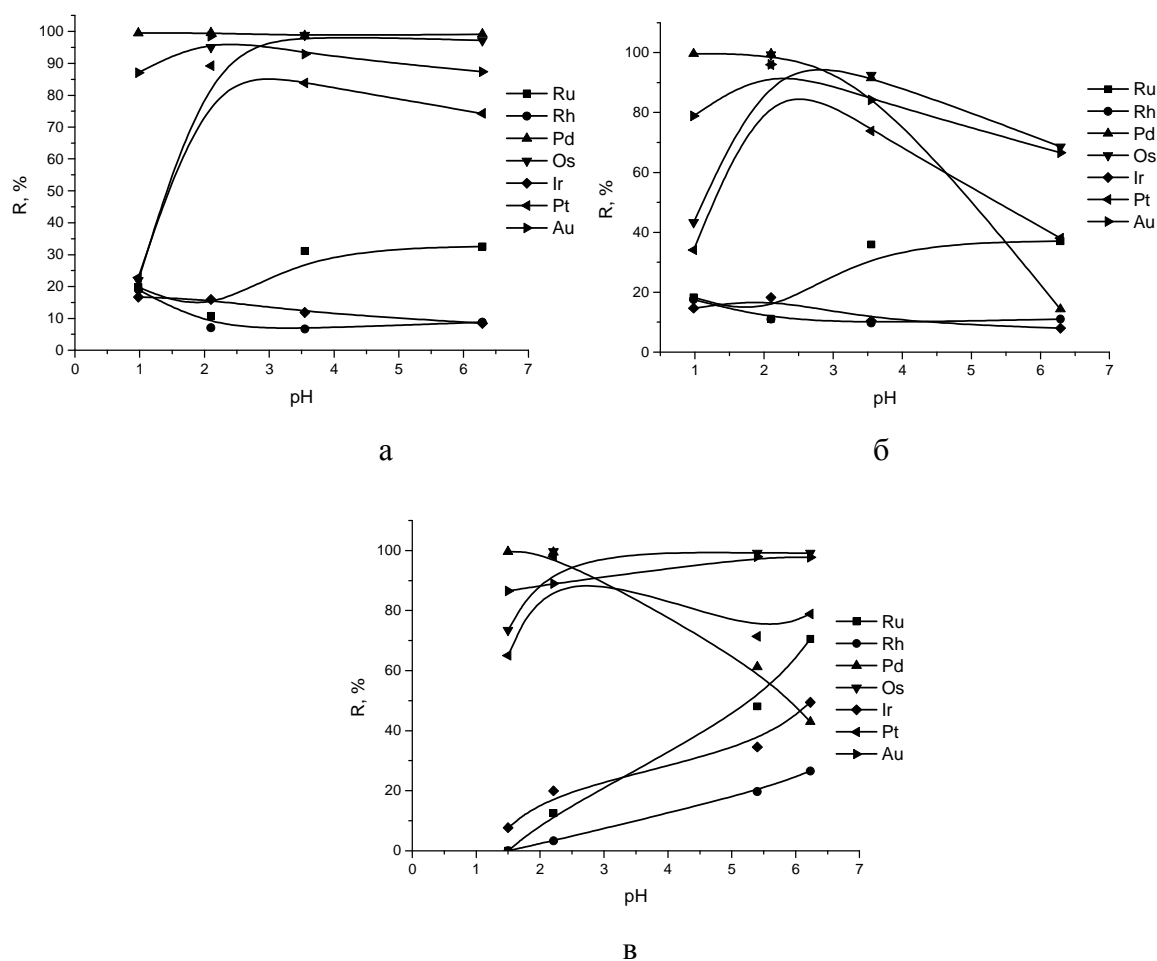 R, %
100
90
80
70
60
50
40
30
20
10
0
0 1 2 3 4 5 6 7
pH
Ru
Rh
Pd
Os
Ir
Pt
Au
а
R, %
100
80
60
40
20
0
1 2 3 4 5 6 7
pH
Ru
Rh
Pd
Os
Ir
Pt
Au
б
R, %
100
80
60
40
20
0
0 1 2 3 4 5 6 7
pH
Ru
Rh
Pd
Os
Ir
Pt
Au
в